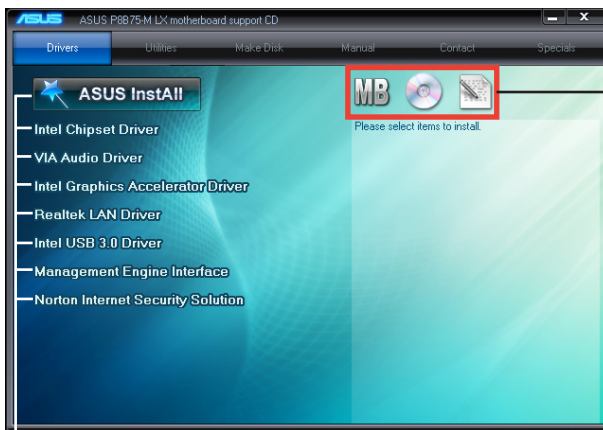 ASUS ASUS P8B75-M LX motherboard support CD
Drivers Utilities Make Disk Manual Contact Specials
ASUS InstAll
MB
Please select items to install.
Intel Chipset Driver
VIA Audio Driver
Intel Graphics Accelerator Driver
Realtek LAN Driver
Intel USB 3.0 Driver
Management Engine Interface
Norton Internet Security Solution